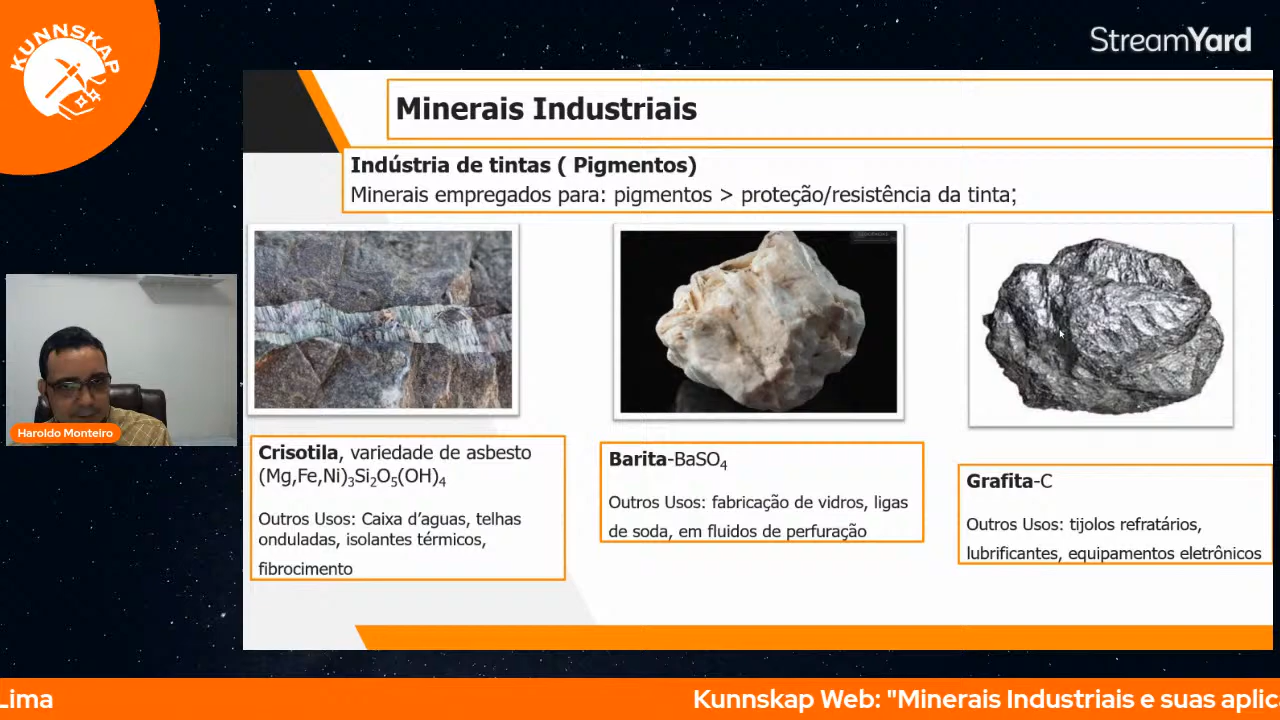 KUNNSKAP
StreamYard
Minerais Industriais
Indústria de tintas ( Pigmentos)
Minerais empregados para: pigmentos > proteção/resistência da tinta;
Crisotila, variedade de asbesto
(Mg,Fe,Ni)₃Si₂O₅(OH)₄
Outros Usos: Caixa d’aguas, telhas
onduladas, isolantes térmicos,
fibrocimento
Barita-BaSO₄
Outros Usos: fabricação de vidros, ligas
de soda, em fluidos de perfuração
Grafita-C
Outros Usos: tijolos refratários,
lubrificantes, equipamentos eletrônicos
Haroldo Monteiro
Lima
Kunnskap Web: "Minerais Industriais e suas aplic